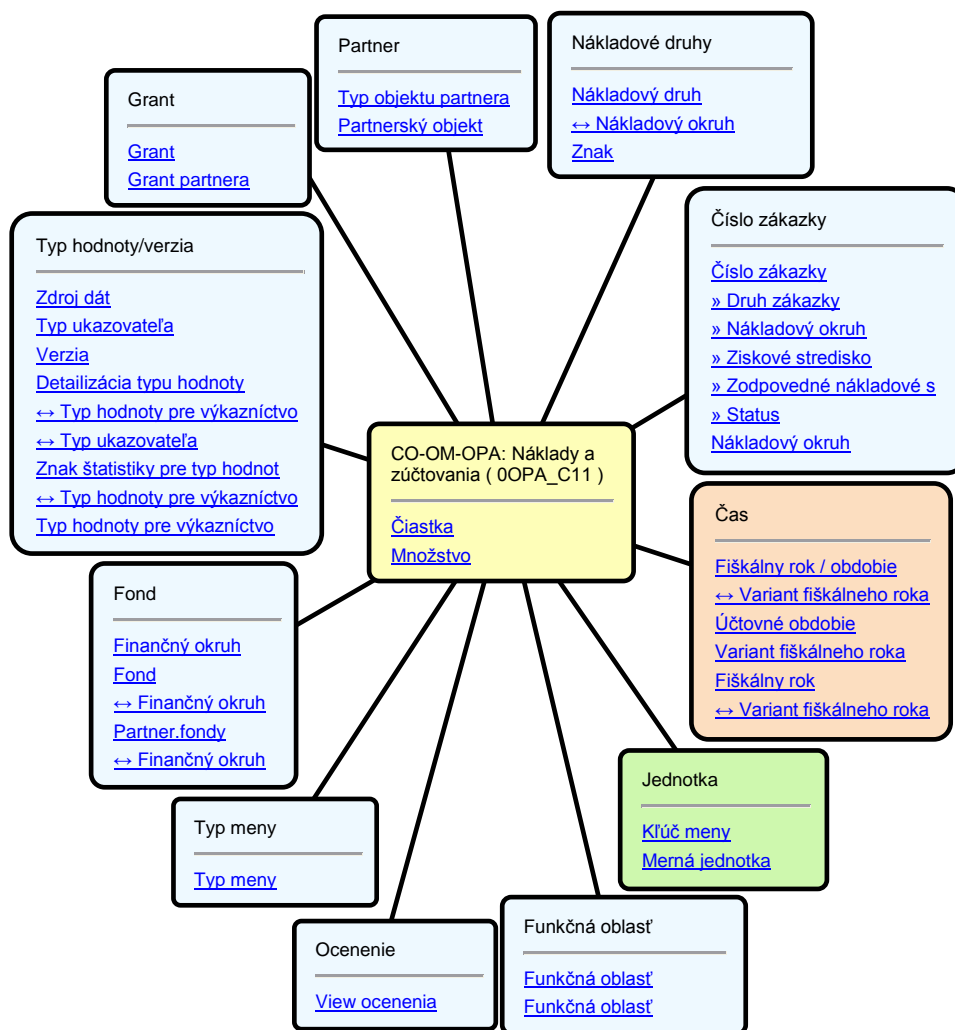 Partner
Typ objektu partnera
Partnerský objekt
Nákladové druhy
Nákladový druh
↔ Nákladový okruh
Znak
Grant
Grant
Grant partnera
Číslo zákazky
Číslo zákazky
» Druh zákazky
» Nákladový okruh
» Ziskové stredisko
» Zodpovedné nákladové s
» Status
Nákladový okruh
Typ hodnoty/verzia
Zdroj dát
Typ ukazovateľa
Verzia
Detailizácia typu hodnoty
↔ Typ hodnoty pre výkazníctvo
↔ Typ ukazovateľa
Znak štatistiky pre typ hodnot
↔ Typ hodnoty pre výkazníctvo
Typ hodnoty pre výkazníctvo
CO-OM-OPA: Náklady a
zúčtovania ( 0OPA_C11 )
Čiastka
Množstvo
Čas
Fiškálny rok / obdobie
↔ Variant fiškálneho roka
Účtovné obdobie
Variant fiškálneho roka
Fiškálny rok
↔ Variant fiškálneho roka
Fond
Finančný okruh
Fond
↔ Finančný okruh
Partner.fondy
↔ Finančný okruh
Jednotka
Kľúč meny
Merná jednotka
Typ meny
Typ meny
Funkčná oblasť
Funkčná oblasť
Funkčná oblasť
Ocenenie
View ocenenia